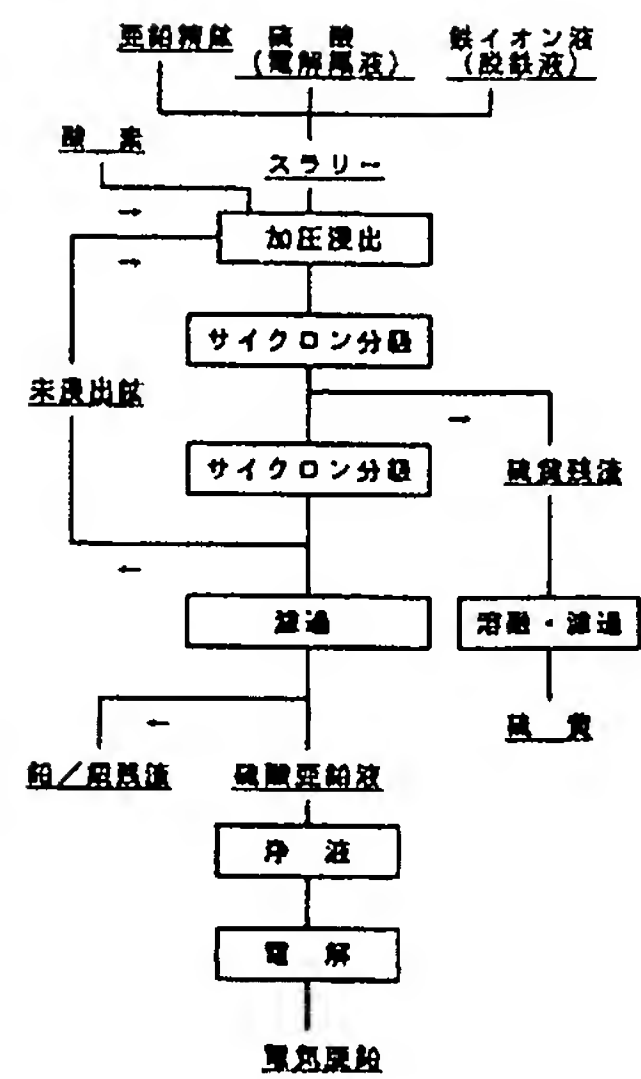 亜鉛精鉱
硫 酸
(電解尾液)
鉄イオン液
(脱鉄液)
酸 素
スラリー
→
加圧浸出
→
サイクロン分級
未浸出鉱
→
サイクロン分級
硫黄残渣
←
濾過
溶融・濾過
←
硫 黄
鉛/銀残渣
硫酸亜鉛液
浄 液
電 解
電気亜鉛